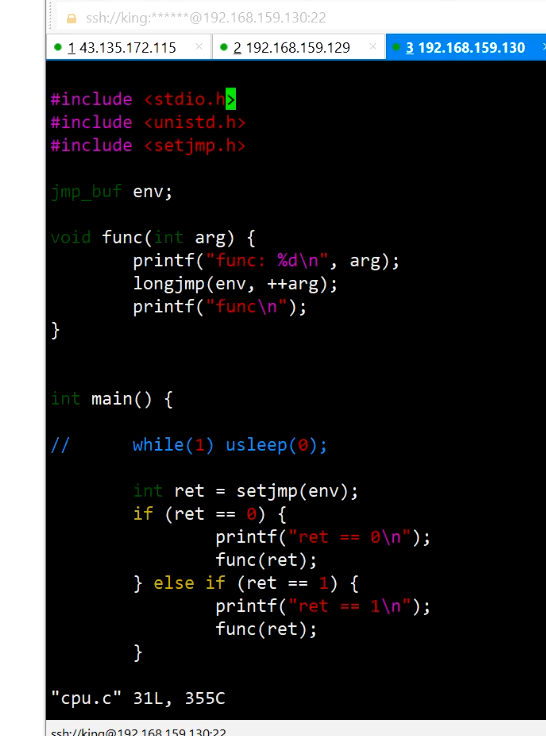 ssh://king:******@192.168.159.130:22
1 43.135.172.115 × 2 192.168.159.129 × 3 192.168.159.130 ×
#include <stdio.h>
#include <unistd.h>
#include <setjmp.h>
jmp_buf env;
void func(int arg) {
printf("func: %d\n", arg);
longjmp(env, ++arg);
printf("func\n");
}
int main() {
// while(1) usleep(0);
int ret = setjmp(env);
if (ret == 0) {
printf("ret == 0\n");
func(ret);
} else if (ret == 1) {
printf("ret == 1\n");
func(ret);
}
"cpu.c" 31L, 355C
ssh://king@192.168.159.130:22